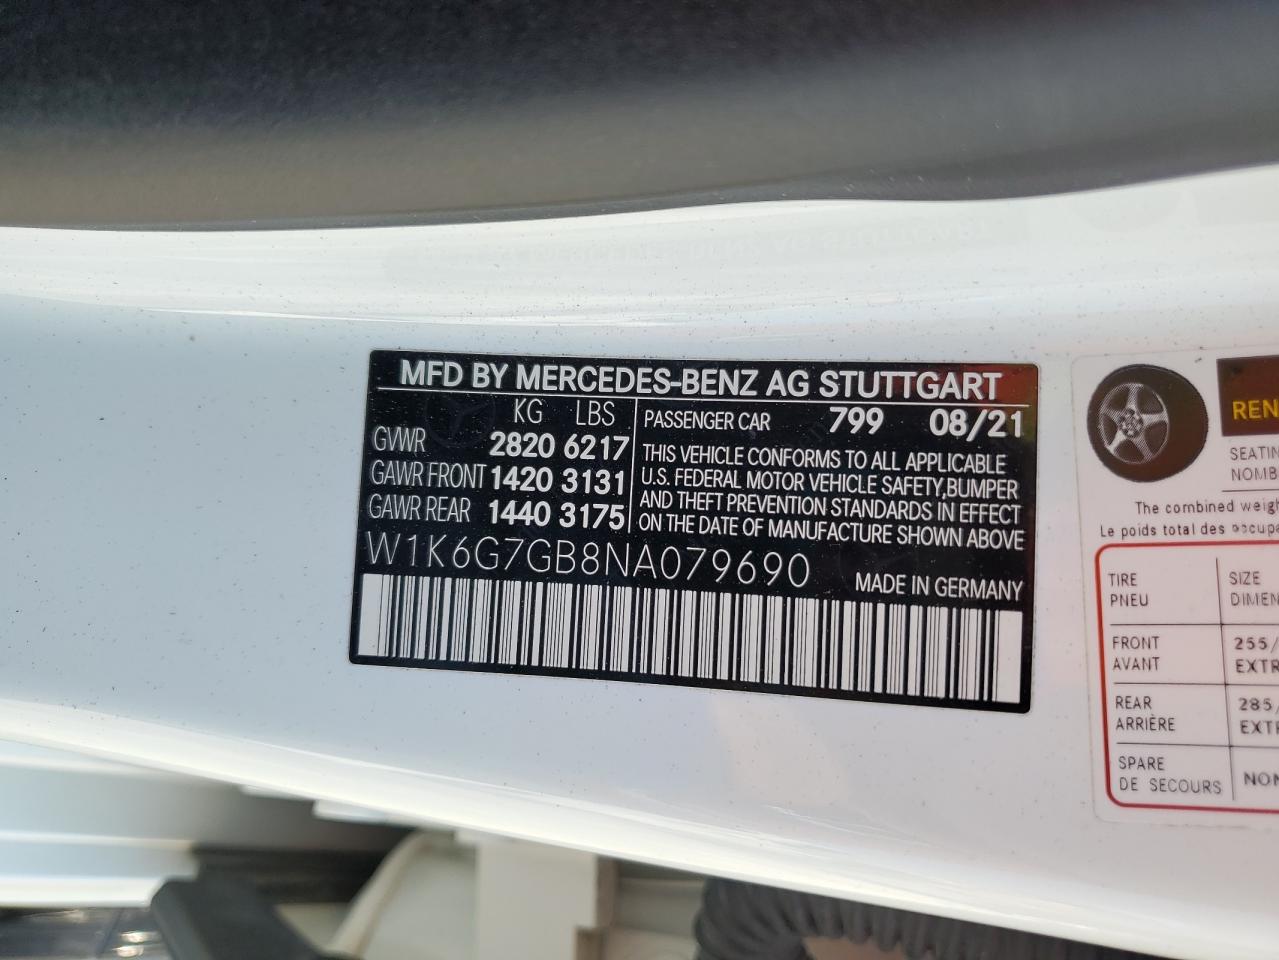 MFD BY MERCEDES-BENZ AG STUTTGART
KG LBS
GVWR 2820 6217
GAWR FRONT 1420 3131
GAWR REAR 1440 3175
PASSENGER CAR 799 08/21
THIS VEHICLE CONFORMS TO ALL APPLICABLE
U.S. FEDERAL MOTOR VEHICLE SAFETY, BUMPER
AND THEFT PREVENTION STANDARDS IN EFFECT
ON THE DATE OF MANUFACTURE SHOWN ABOVE
W1K6G7GB8NA079690
MADE IN GERMANY
SEATIN
NOMB
The combined weigh
Le poids total des occupe
TIRE SIZE
PNEU DIMEN
FRONT 255/
AVANT EXTR
REAR 285/
ARRIÈRE EXTR
SPARE
DE SECOURS NON